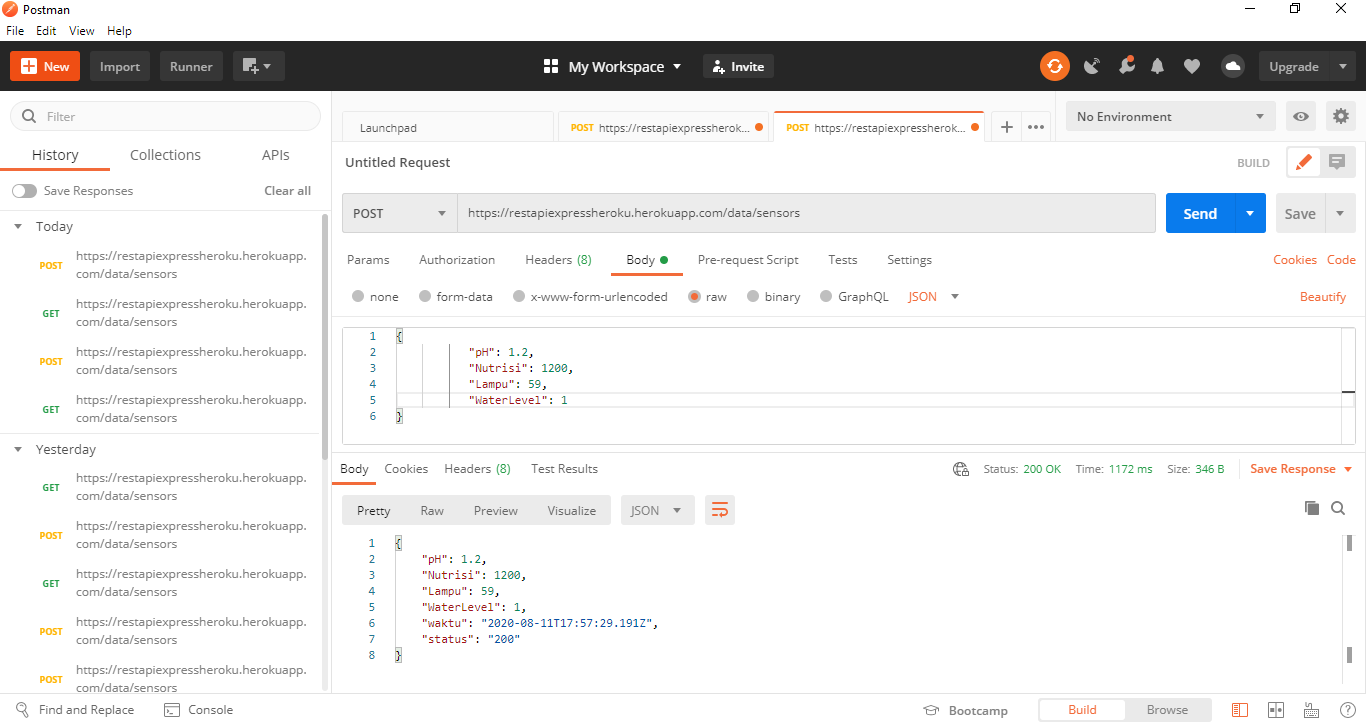 Postman
File Edit View Help
New Import Runner My Workspace Invite Upgrade
Filter
History Collections APIs
Save Responses Clear all
Today
POST https://restapiexpressheroku.herokuapp.
com/data/sensors
GET https://restapiexpressheroku.herokuapp.
com/data/sensors
POST https://restapiexpressheroku.herokuapp.
com/data/sensors
GET https://restapiexpressheroku.herokuapp.
com/data/sensors
Yesterday
GET https://restapiexpressheroku.herokuapp.
com/data/sensors
POST https://restapiexpressheroku.herokuapp.
com/data/sensors
GET https://restapiexpressheroku.herokuapp.
com/data/sensors
POST https://restapiexpressheroku.herokuapp.
com/data/sensors
POST https://restapiexpressheroku.herokuapp.
com/data/sensors
Launchpad POST https://restapiexpressherok... POST https://restapiexpressherok... + ••• No Environment
Untitled Request BUILD
POST https://restapiexpressheroku.herokuapp.com/data/sensors Send Save
Params Authorization Headers (8) Body Pre-request Script Tests Settings Cookies Code
none form-data x-www-form-urlencoded raw binary GraphQL JSON Beautify
1 {
2 "pH": 1.2,
3 "Nutrisi": 1200,
4 "Lampu": 59,
5 "WaterLevel": 1
6 }
Body Cookies Headers (8) Test Results Status: 200 OK Time: 1172 ms Size: 346 B Save Response
Pretty Raw Preview Visualize JSON
1 {
2 "pH": 1.2,
3 "Nutrisi": 1200,
4 "Lampu": 59,
5 "WaterLevel": 1,
6 "waktu": "2020-08-11T17:57:29.191Z",
7 "status": "200"
8 }
Find and Replace Console Bootcamp Build Browse ?